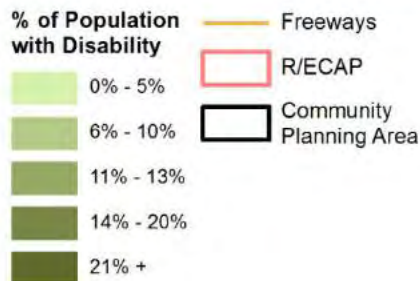 % of Population
with Disability
0% - 5%
6% - 10%
11% - 13%
14% - 20%
21% +
Freeways
R/ECAP
Community
Planning Area